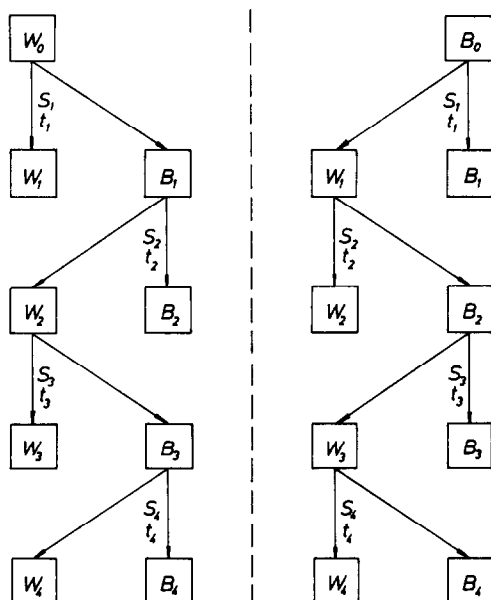 W₀ B₀
S₁ S₁
t₁ t₁
W₁ B₁ W₁ B₁
S₂ S₂
t₂ t₂
W₂ B₂ W₂ B₂
S₃ S₃
t₃ t₃
W₃ B₃ W₃ B₃
S₄ S₄
t₄ t₄
W₄ B₄ W₄ B₄